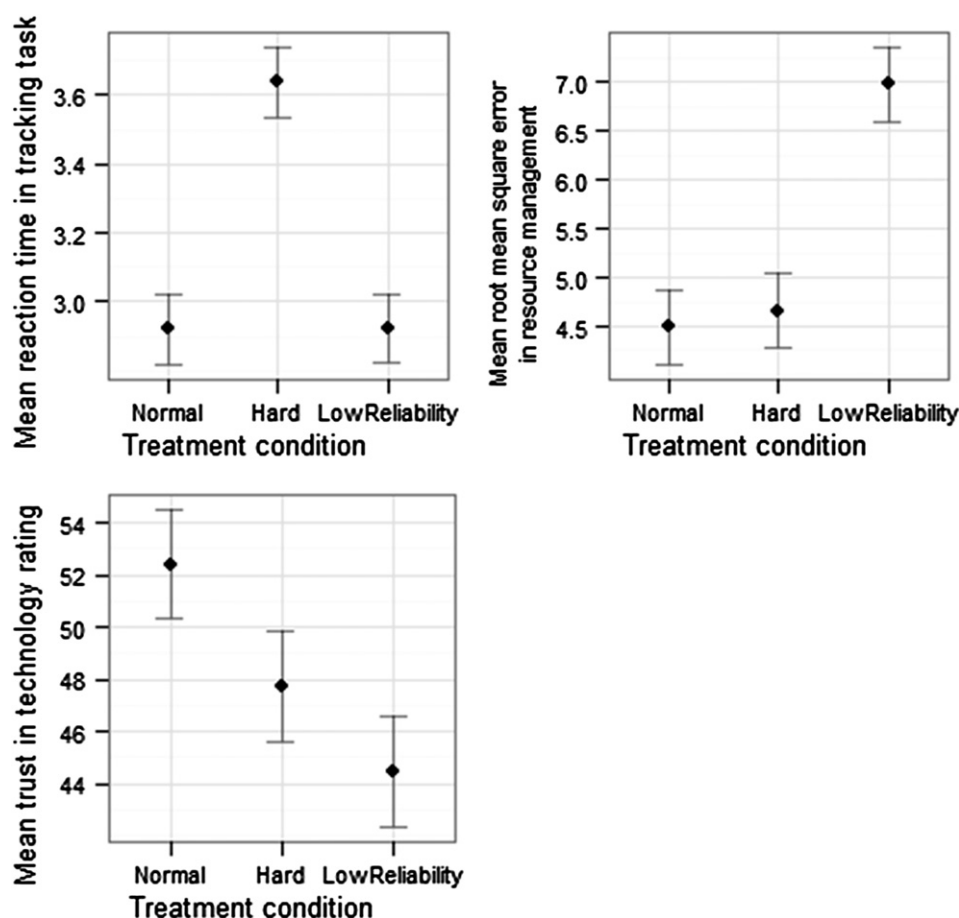 Mean reaction time in tracking task
3.6
3.4
3.2
3.0
Normal Hard LowReliability
Treatment condition
Mean root mean square error
in resource management
7.0
6.5
6.0
5.5
5.0
4.5
Normal Hard LowReliability
Treatment condition
Mean trust in technology rating
54
52
50
48
46
44
Normal Hard LowReliability
Treatment condition